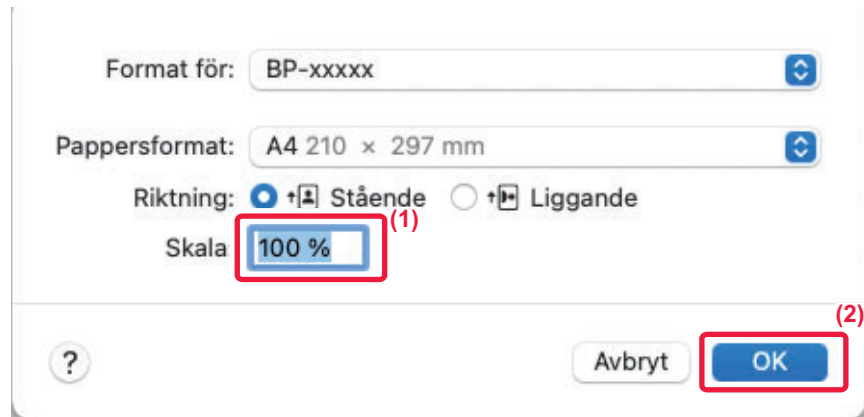 Format för: BP-xxxxx
Pappersformat: A4 210 × 297 mm
Riktning: Stående Liggande
(1)
Skala 100 %
(2)
? Avbryt OK